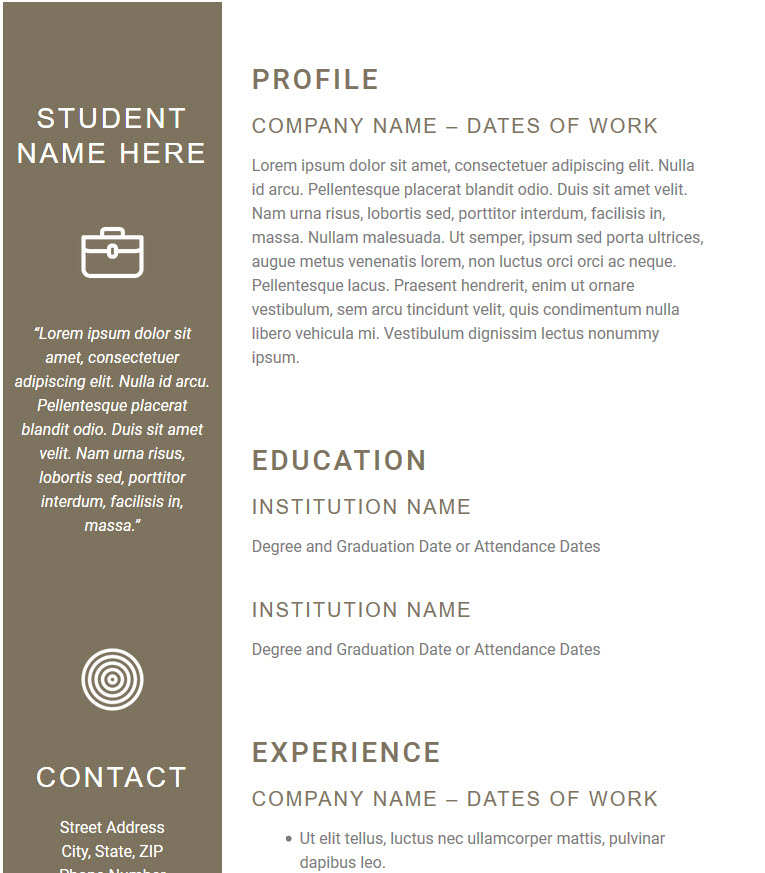 STUDENT
NAME HERE
“Lorem ipsum dolor sit
amet, consectetuer
adipiscing elit. Nulla id arcu.
Pellentesque placerat
blandit odio. Duis sit amet
velit. Nam urna risus,
lobortis sed, porttitor
interdum, facilisis in,
massa.”
CONTACT
Street Address
City, State, ZIP
Phone Number
PROFILE
COMPANY NAME – DATES OF WORK
Lorem ipsum dolor sit amet, consectetuer adipiscing elit. Nulla
id arcu. Pellentesque placerat blandit odio. Duis sit amet velit.
Nam urna risus, lobortis sed, porttitor interdum, facilisis in,
massa. Nullam malesuada. Ut semper, ipsum sed porta ultrices,
augue metus venenatis lorem, non luctus orci orci ac neque.
Pellentesque lacus. Praesent hendrerit, enim ut ornare
vestibulum, sem arcu tincidunt velit, quis condimentum nulla
libero vehicula mi. Vestibulum dignissim lectus nonummy
ipsum.
EDUCATION
INSTITUTION NAME
Degree and Graduation Date or Attendance Dates
INSTITUTION NAME
Degree and Graduation Date or Attendance Dates
EXPERIENCE
COMPANY NAME – DATES OF WORK
• Ut elit tellus, luctus nec ullamcorper mattis, pulvinar
dapibus leo.